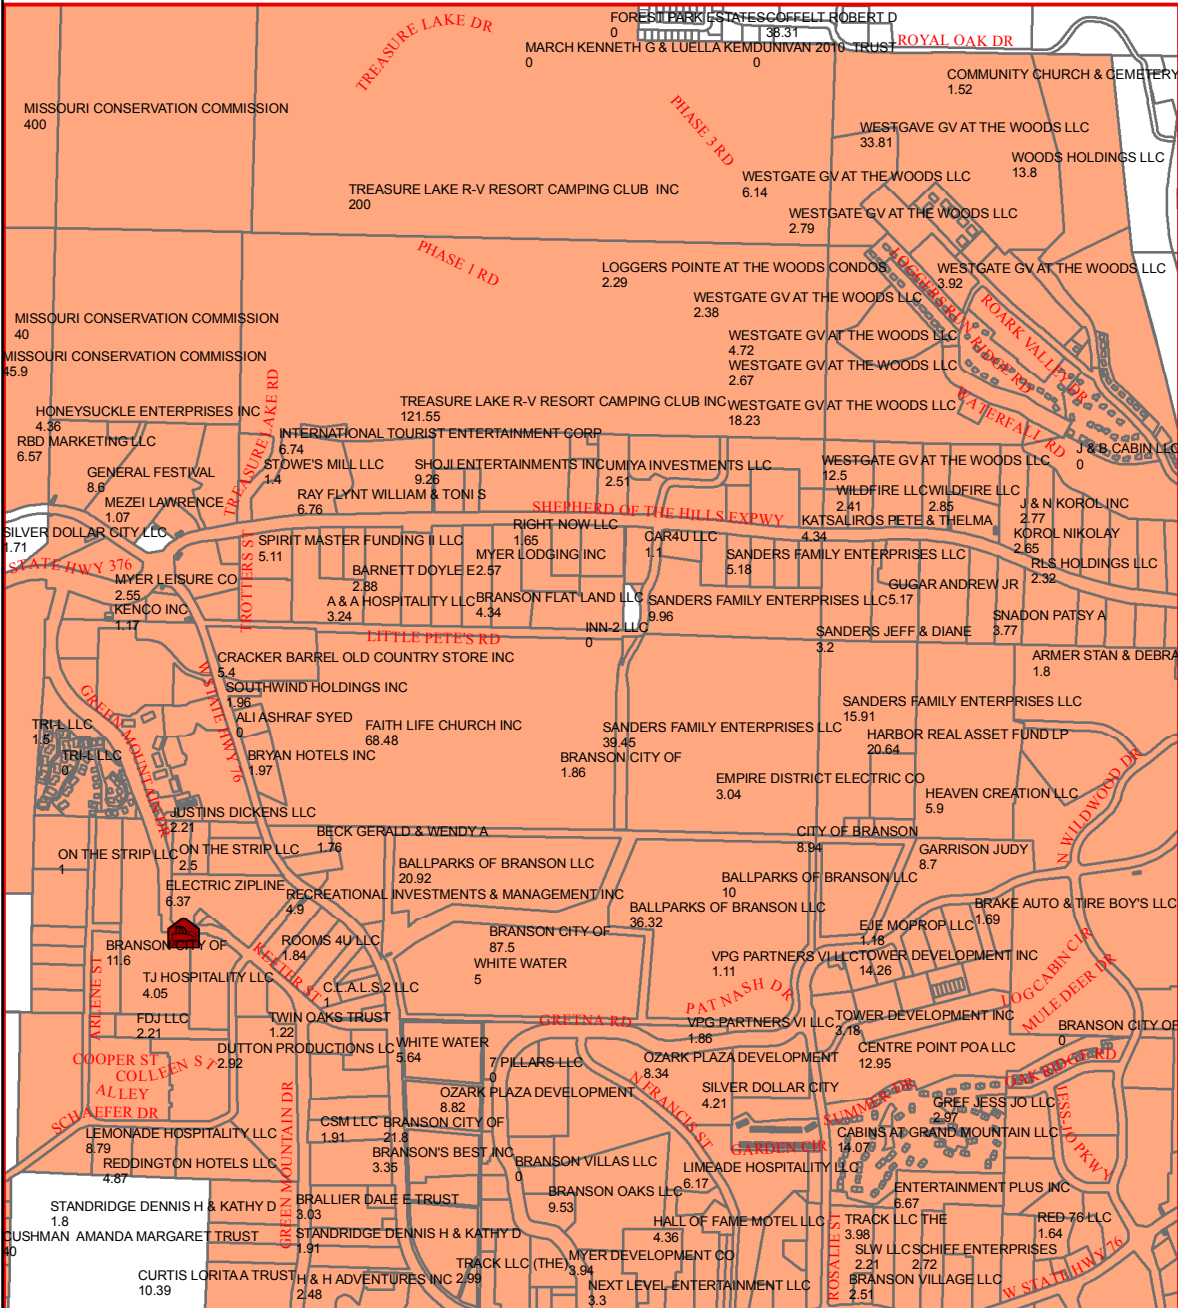 TREASURE LAKE DR
FOREST PARK ESTATES
0
COFFELT ROBERT D
38.31
ROYAL OAK DR
MARCH KENNETH G & LUELLA KEM
0
DUNIVAN 2010 TRUST
0
COMMUNITY CHURCH & CEMETERY
1.52
MISSOURI CONSERVATION COMMISSION
400
PHASE 3 RD
WESTGAVE GV AT THE WOODS LLC
33.81
WOODS HOLDINGS LLC
13.8
WESTGATE GV AT THE WOODS LLC
6.14
TREASURE LAKE R-V RESORT CAMPING CLUB INC
200
WESTGATE GV AT THE WOODS LLC
2.79
PHASE 1 RD
LOGGERS POINTE AT THE WOODS CONDOS
2.29
WESTGATE GV AT THE WOODS LLC
3.92
LOGGERS RUN RIDGE RD
ROARK VALLEY DR
WESTGATE GV AT THE WOODS LLC
2.38
MISSOURI CONSERVATION COMMISSION
40
WESTGATE GV AT THE WOODS LLC
4.72
MISSOURI CONSERVATION COMMISSION
45.9
WESTGATE GV AT THE WOODS LLC
2.67
TREASURE LAKE RD
WATERFALL RD
TREASURE LAKE R-V RESORT CAMPING CLUB INC
121.55
WESTGATE GV AT THE WOODS LLC
18.23
HONEYSUCKLE ENTERPRISES INC
4.36
INTERNATIONAL TOURIST ENTERTAINMENT CORP
6.74
RBD MARKETING LLC
6.57
J & B CABIN LLC
0
STOWE'S MILL LLC
1.4
SHOJI ENTERTAINMENTS INC
9.26
UMIYA INVESTMENTS LLC
2.51
WESTGATE GV AT THE WOODS LLC
12.5
GENERAL FESTIVAL
8.6
RAY FLYNT WILLIAM & TONI S
6.76
WILDFIRE LLC
2.41
WILDFIRE LLC
2.85
MEZEI LAWRENCE
1.07
SHEPHERD OF THE HILLS EXPWY
J & N KOROL INC
2.77
KATSALIROS PETE & THELMA
4.34
SILVER DOLLAR CITY LLC
1.71
RIGHT NOW LLC
1.65
CAR4U LLC
1.1
KOROL NIKOLAY
2.65
SPIRIT MASTER FUNDING II LLC
5.11
MYER LODGING INC
2.57
SANDERS FAMILY ENTERPRISES LLC
5.18
STATE HWY 376
TROTTERS ST
BARNETT DOYLE E
2.88
RLS HOLDINGS LLC
2.32
MYER LEISURE CO
2.55
GUGAR ANDREW JR
5.17
A & A HOSPITALITY LLC
3.24
BRANSON FLAT LAND LLC
4.34
SANDERS FAMILY ENTERPRISES LLC
9.96
KENCO INC
1.17
SNADON PATSY A
3.77
INN-2 LLC
0
LITTLE PETE'S RD
SANDERS JEFF & DIANE
3.2
CRACKER BARREL OLD COUNTRY STORE INC
5.4
ARMER STAN & DEBRA
1.8
W STATE HWY 76
SOUTHWIND HOLDINGS INC
1.96
GREEN MOUNTAIN DR
SANDERS FAMILY ENTERPRISES LLC
15.91
ALI ASHRAF SYED
0
TRI-L LLC
1.5
FAITH LIFE CHURCH INC
68.48
SANDERS FAMILY ENTERPRISES LLC
39.45
HARBOR REAL ASSET FUND LP
20.64
TRI-L LLC
0
BRYAN HOTELS INC
1.97
BRANSON CITY OF
1.86
EMPIRE DISTRICT ELECTRIC CO
3.04
HEAVEN CREATION LLC
5.9
N WILDWOOD DR
JUSTINS DICKENS LLC
2.21
BECK GERALD & WENDY A
1.76
CITY OF BRANSON
8.94
ON THE STRIP LLC
1
ON THE STRIP LLC
2.5
GARRISON JUDY
8.7
BALLPARKS OF BRANSON LLC
20.92
BALLPARKS OF BRANSON LLC
10
ELECTRIC ZIPLINE
6.37
RECREATIONAL INVESTMENTS & MANAGEMENT INC
4.9
BRAKE AUTO & TIRE BOY'S LLC
1.69
BALLPARKS OF BRANSON LLC
36.32
EJE MOPROP LLC
1.18
BRANSON CITY OF
87.5
BRANSON CITY OF
11.6
ROOMS 4U LLC
1.84
KEETER ST
VPG PARTNERS VI LLC
1.11
TOWER DEVELOPMENT INC
14.26
WHITE WATER
5
TJ HOSPITALITY LLC
4.05
LOGCABIN CIR
MULE DEER DR
ARLENE ST
C.L.A.L.S.2 LLC
1
PAT NASH DR
FDJ LLC
2.21
TWIN OAKS TRUST
1.22
GRETNA RD
VPG PARTNERS VI LLC
1.86
TOWER DEVELOPMENT INC
3.18
BRANSON CITY OF
0
DUTTON PRODUCTIONS LC
2.92
WHITE WATER
5.64
CENTRE POINT POA LLC
12.95
COOPER ST
COLLEEN ST
7 PILLARS LLC
0
OZARK PLAZA DEVELOPMENT
8.34
OAK RIDGE RD
ALLEY
OZARK PLAZA DEVELOPMENT
8.82
N FRANCIS ST
SILVER DOLLAR CITY
4.21
SUMMER DR
GREF JESS JO LLC
2.97
JESS JO PKWY
SCHAEFER DR
GREEN MOUNTAIN DR
CSM LLC
1.91
BRANSON CITY OF
21.8
LEMONADE HOSPITALITY LLC
8.79
CABINS AT GRAND MOUNTAIN LLC
14.07
GARDEN CIR
BRANSON'S BEST INC
3.35
REDDINGTON HOTELS LLC
4.87
BRANSON VILLAS LLC
0
LIMEADE HOSPITALITY LLC
6.17
BRANSON OAKS LLC
9.53
ENTERTAINMENT PLUS INC
6.67
STANDRIDGE DENNIS H & KATHY D
1.8
BRALLIER DALE E TRUST
3.03
HALL OF FAME MOTEL LLC
4.36
ROSALIE ST
TRACK LLC THE
3.98
RED 76 LLC
1.64
CUSHMAN AMANDA MARGARET TRUST
40
STANDRIDGE DENNIS H & KATHY D
1.91
SLW LLC
2.21
SCHIEF ENTERPRISES
2.72
W STATE HWY 76
TRACK LLC (THE)
2.99
MYER DEVELOPMENT CO
3.94
CURTIS LORITA A TRUST
10.39
H & H ADVENTURES INC
2.48
NEXT LEVEL ENTERTAINMENT LLC
3.3
BRANSON VILLAGE LLC
2.51